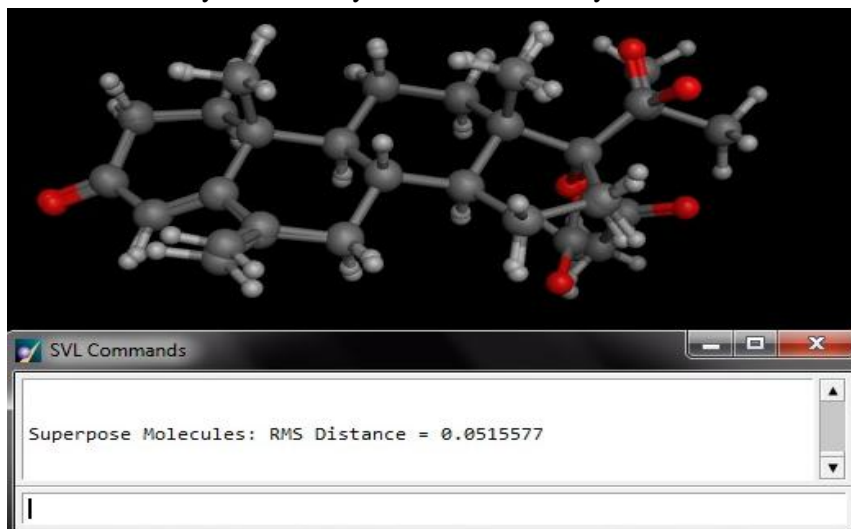 SVL Commands
Superpose Molecules: RMS Distance = 0.0515577